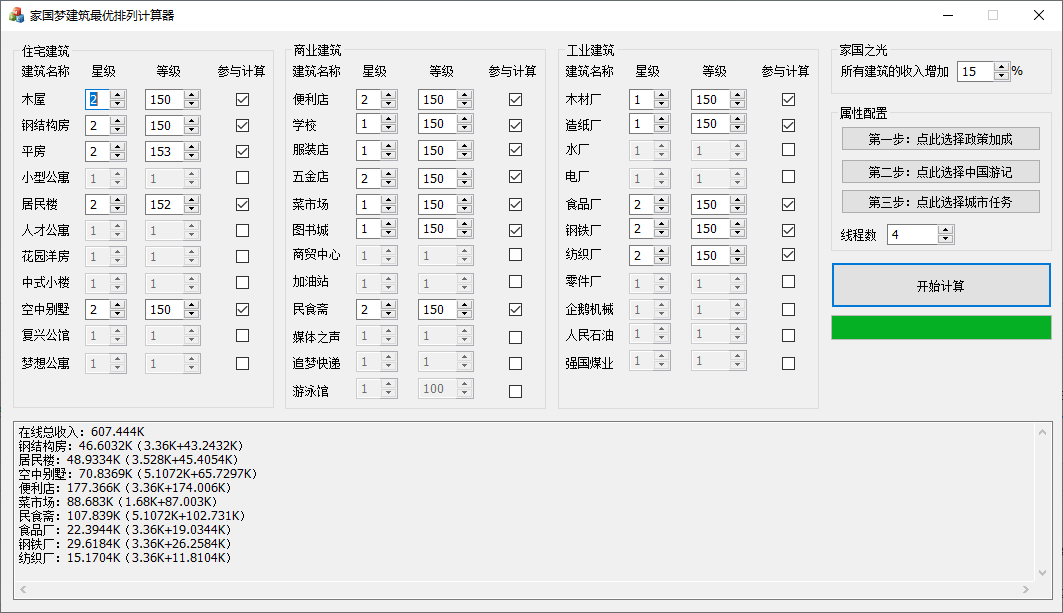 家国梦建筑最优排列计算器
住宅建筑
建筑名称 星级 等级 参与计算
木屋 2 150
钢结构房 2 150
平房 2 153
小型公寓 1 1
居民楼 2 152
人才公寓 1 1
花园洋房 1 1
中式小楼 1 1
空中别墅 2 150
复兴公馆 1 1
梦想公寓 1 1
商业建筑
建筑名称 星级 等级 参与计算
便利店 2 150
学校 1 150
服装店 1 150
五金店 2 150
菜市场 1 150
图书城 1 150
商贸中心 1 1
加油站 1 1
民食斋 2 150
媒体之声 1 1
追梦快递 1 1
游泳馆 1 100
工业建筑
建筑名称 星级 等级 参与计算
木材厂 1 150
造纸厂 1 150
水厂 1 1
电厂 1 1
食品厂 2 150
钢铁厂 2 150
纺织厂 2 150
零件厂 1 1
企鹅机械 1 1
人民石油 1 1
强国煤业 1 1
家国之光
所有建筑的收入增加 15 %
属性配置
第一步：点此选择政策加成
第二步：点此选择中国游记
第三步：点此选择城市任务
线程数 4
开始计算
在线总收入：607.444K
钢结构房：46.6032K（3.36K+43.2432K）
居民楼：48.9334K（3.528K+45.4054K）
空中别墅：70.8369K（5.1072K+65.7297K）
便利店：177.366K（3.36K+174.006K）
菜市场：88.683K（1.68K+87.003K）
民食斋：107.839K（5.1072K+102.731K）
食品厂：22.3944K（3.36K+19.0344K）
钢铁厂：29.6184K（3.36K+26.2584K）
纺织厂：15.1704K（3.36K+11.8104K）